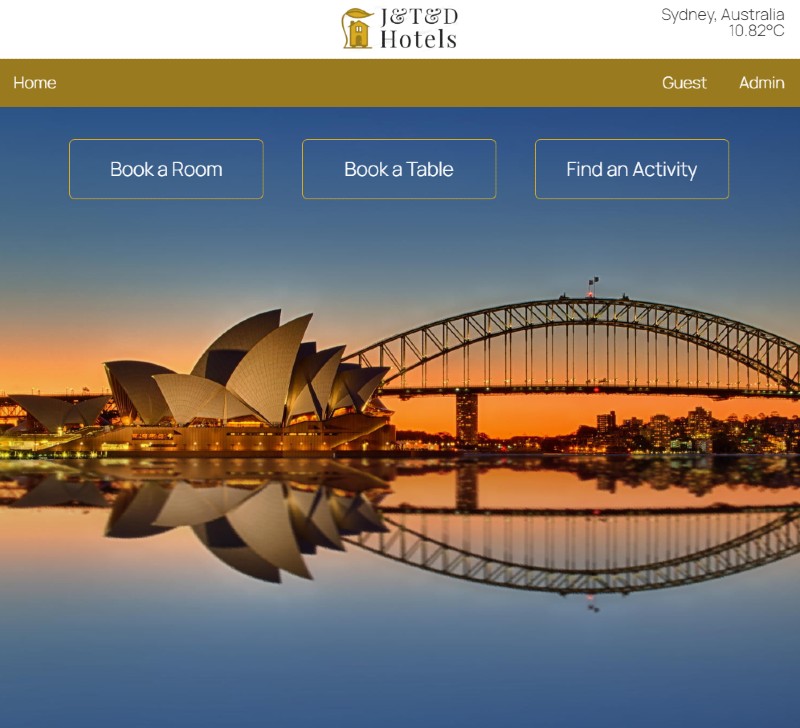 J&T&D
Hotels
Sydney, Australia
10.82°C
Home
Guest
Admin
Book a Room
Book a Table
Find an Activity